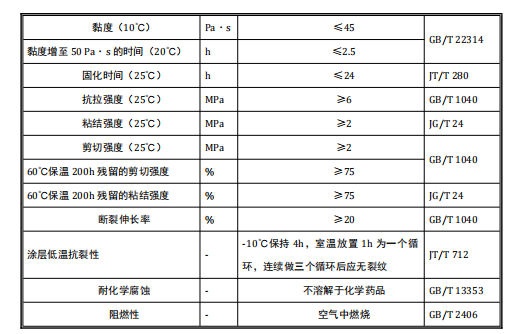 黏度（10℃） Pa·s ≤45 GB/T 22314
黏度增至 50 Pa·s 的时间（20℃） h ≤2.5
固化时间（25℃） h ≤24 JT/T 280
抗拉强度（25℃） MPa ≥6 GB/T 1040
粘结强度（25℃） MPa ≥2 JG/T 24
剪切强度（25℃） MPa ≥2 GB/T 1040
60℃保温 200h 残留的剪切强度 % ≥75
60℃保温 200h 残留的粘结强度 % ≥75 JG/T 24
断裂伸长率 % ≥20 GB/T 1040
涂层低温抗裂性 - -10℃保持 4h，室温放置 1h 为一个循
环，连续做三个循环后应无裂纹 JT/T 712
耐化学腐蚀 - 不溶解于化学药品 GB/T 13353
阻燃性 - 空气中燃烧 GB/T 2406